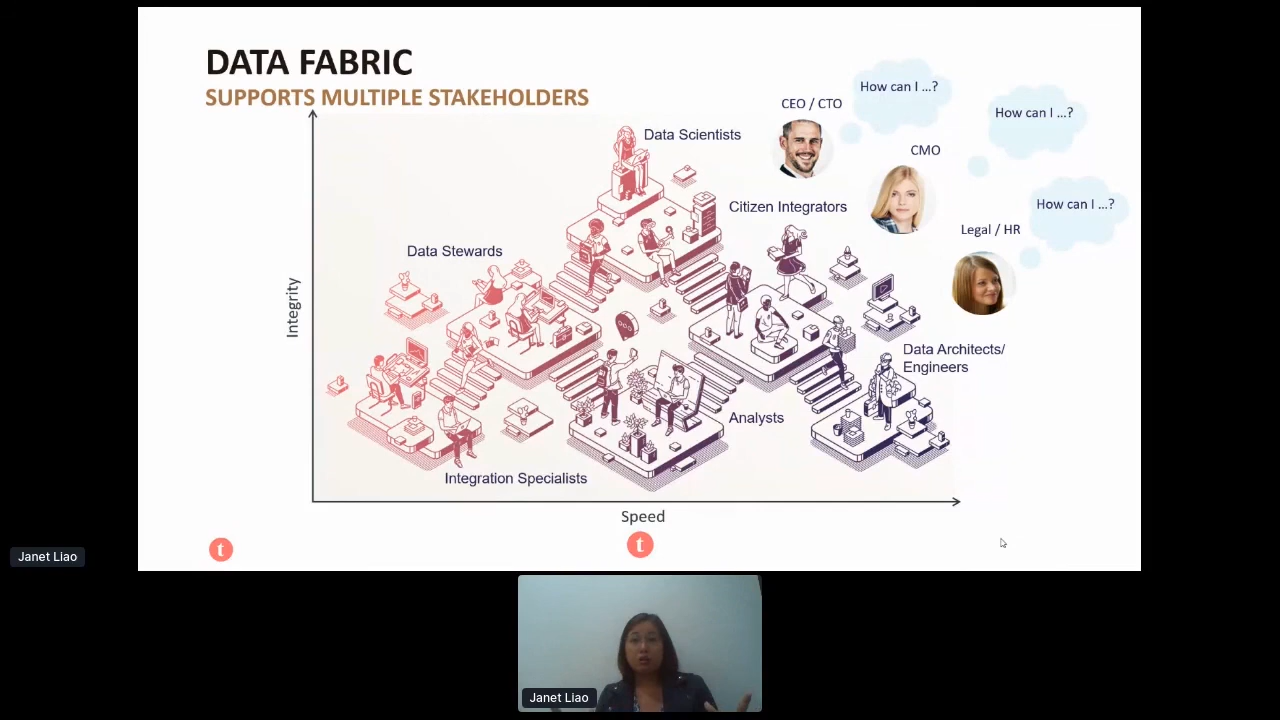 DATA FABRIC
SUPPORTS MULTIPLE STAKEHOLDERS
How can I ...?
CEO / CTO
How can I ...?
Data Scientists
CMO
How can I ...?
Citizen Integrators
Legal / HR
Data Stewards
Integrity
Data Architects/
Engineers
Analysts
Integration Specialists
Speed
t
t
Janet Liao
Janet Liao